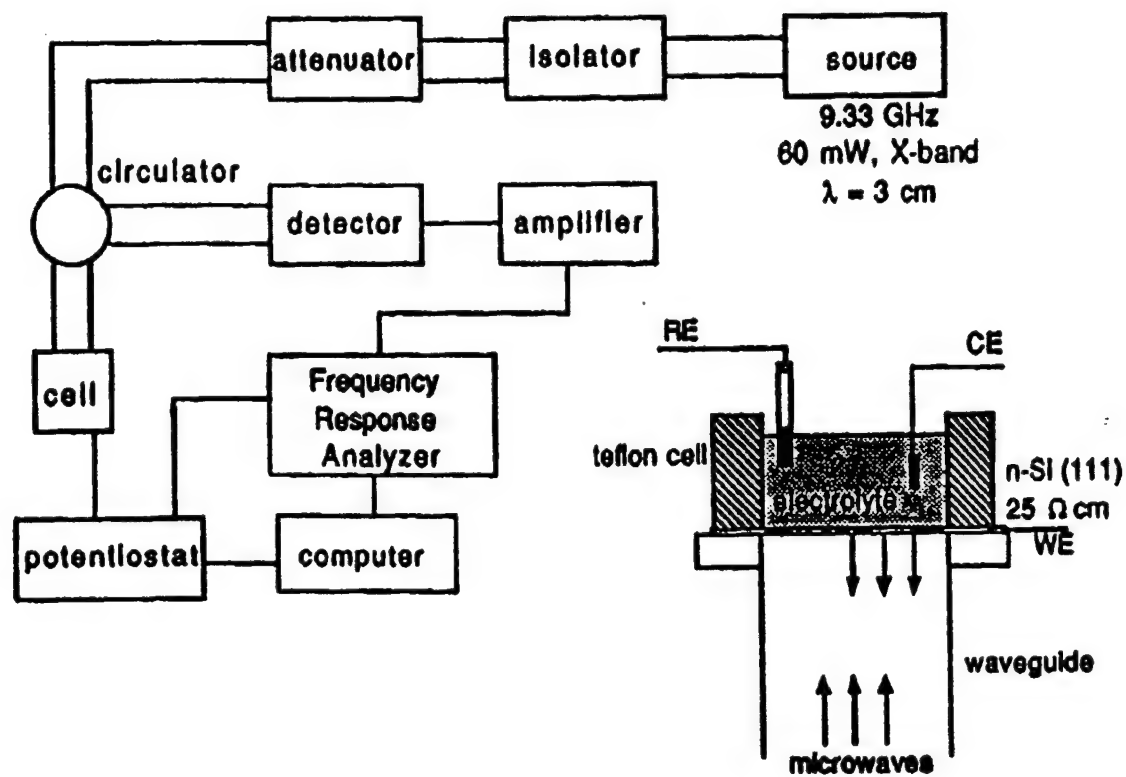 attenuator
isolator
source
9.33 GHz
60 mW, X-band
λ = 3 cm
circulator
detector
amplifier
cell
Frequency
Response
Analyzer
potentiostat
computer
RE
CE
teflon cell
electrolyte
n-Si (111)
25 Ω cm
WE
waveguide
microwaves